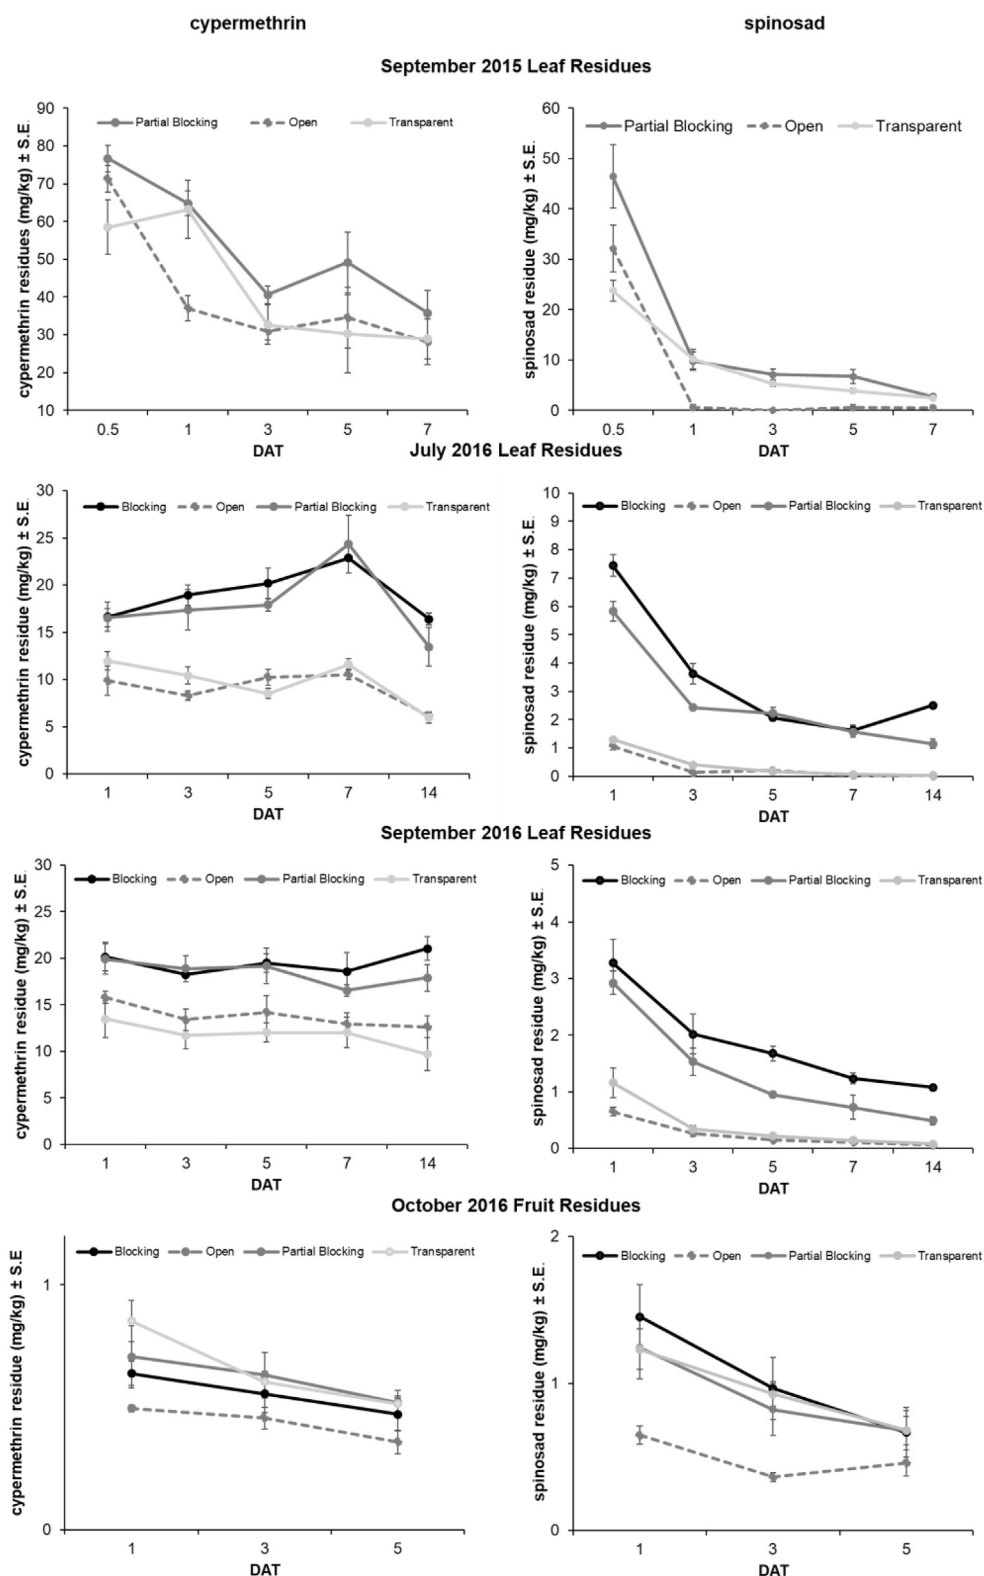 cypermethrin spinosad
September 2015 Leaf Residues
cypermethrin residues (mg/kg) ± S.E.
90
80
70
60
50
40
30
20
10
Partial Blocking Open Transparent
0.5 1 3 5 7
DAT
spinosad residue (mg/kg) ± S.E.
60
50
40
30
20
10
0
Partial Blocking Open Transparent
0.5 1 3 5 7
DAT
July 2016 Leaf Residues
cypermethrin residue (mg/kg) ± S.E.
30
25
20
15
10
5
0
Blocking Open Partial Blocking Transparent
1 3 5 7 14
DAT
spinosad residue (mg/kg) ± S.E.
10
9
8
7
6
5
4
3
2
1
0
Blocking Open Partial Blocking Transparent
1 3 5 7 14
DAT
September 2016 Leaf Residues
cypermethrin residue (mg/kg) ± S.E.
30
25
20
15
10
5
0
Blocking Open Partial Blocking Transparent
1 3 5 7 14
DAT
spinosad residue (mg/kg) ± S.E.
5
4
3
2
1
0
Blocking Open Partial Blocking Transparent
1 3 5 7 14
DAT
October 2016 Fruit Residues
cypermethrin residue (mg/kg) ± S.E
1
0
Blocking Open Partial Blocking Transparent
1 3 5
DAT
spinosad residue (mg/kg) ± S.E.
2
1
0
Blocking Open Partial Blocking Transparent
1 3 5
DAT